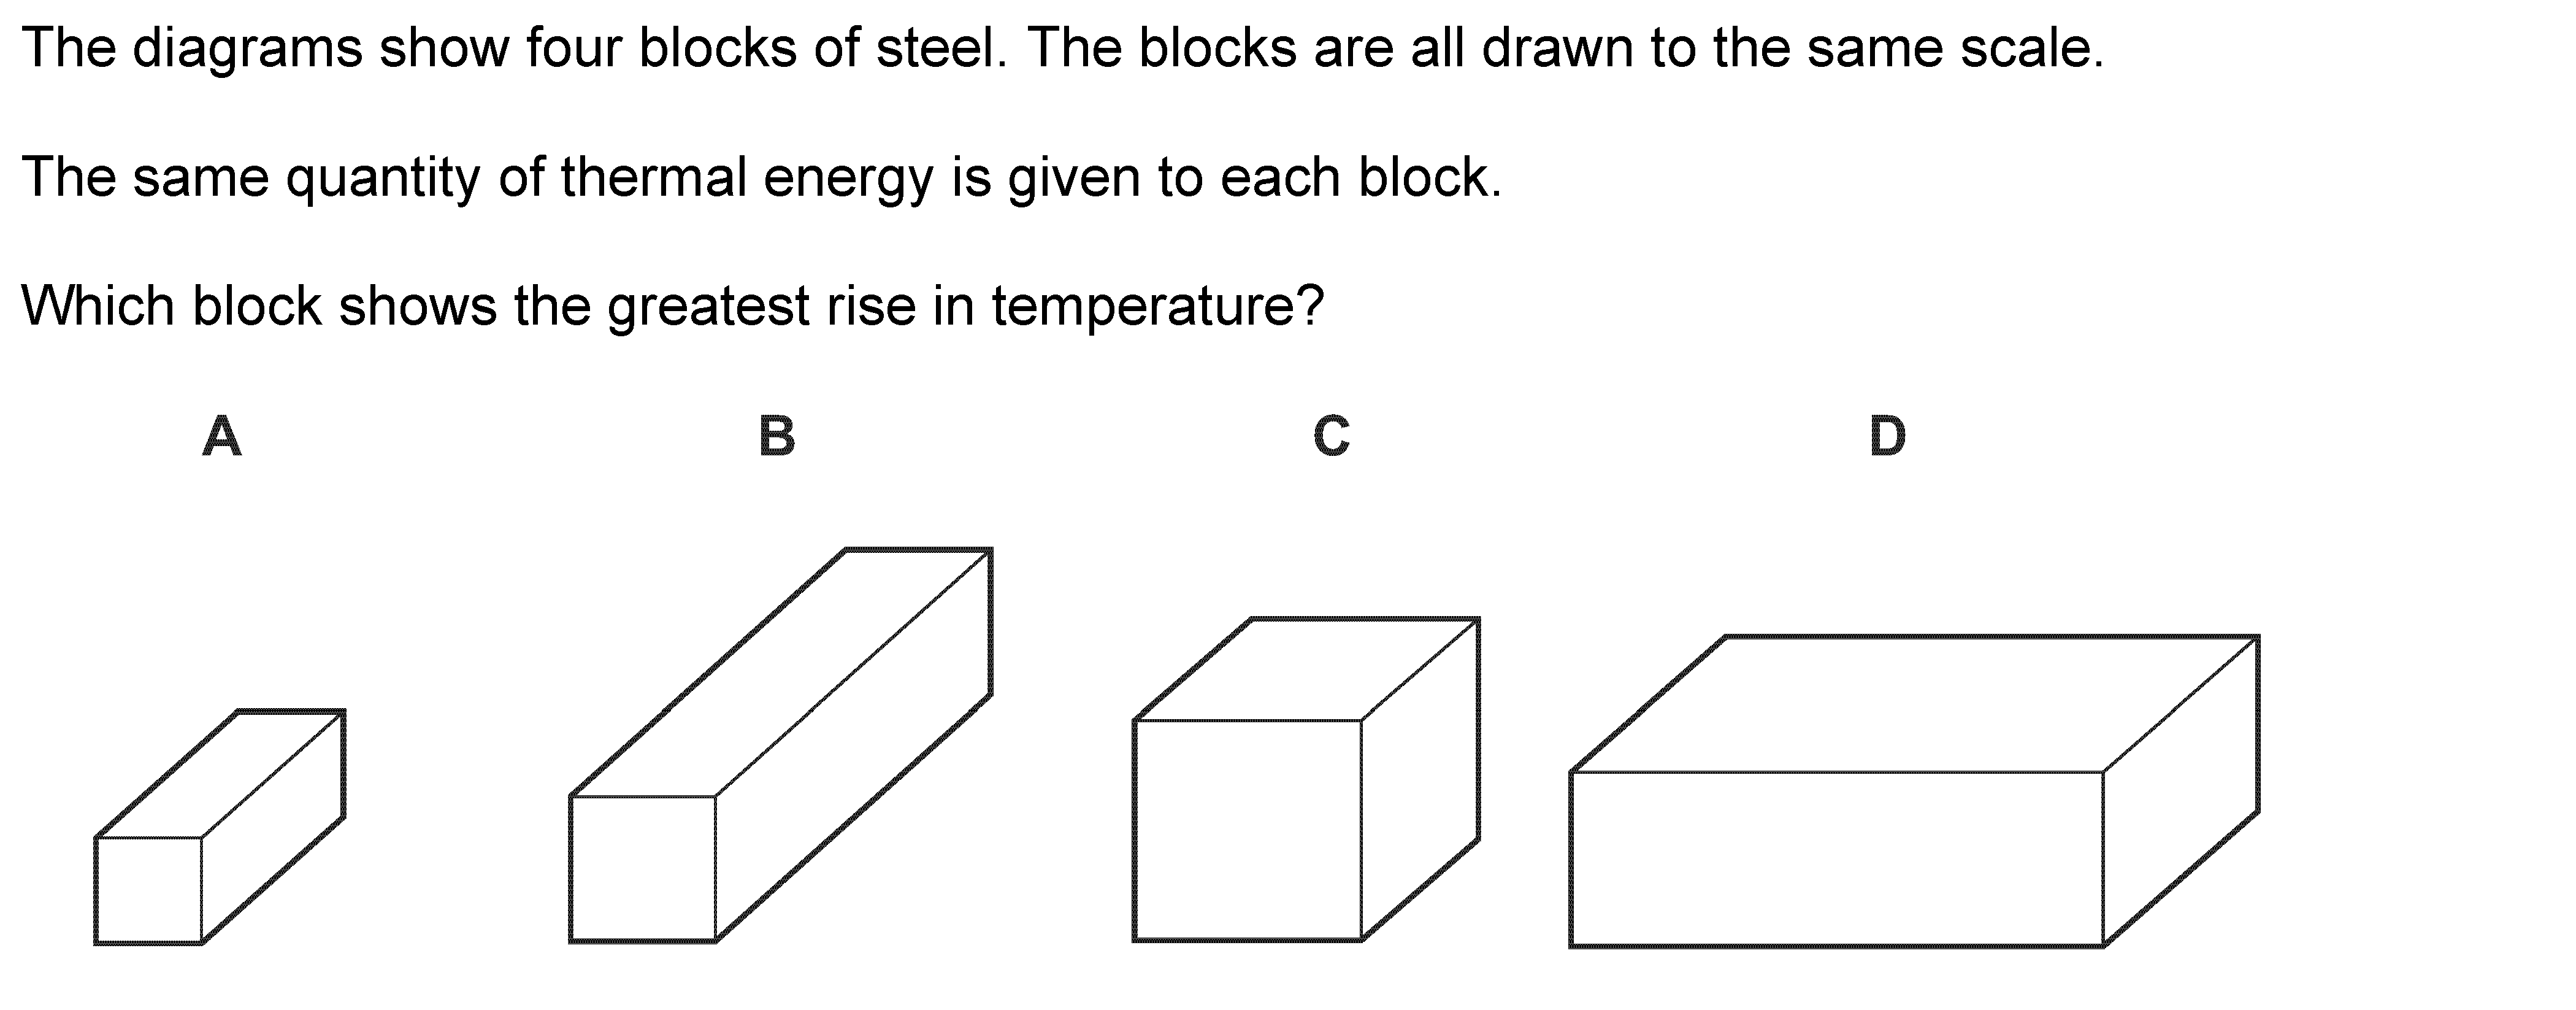 The diagrams show four blocks of steel. The blocks are all drawn to the same scale.
The same quantity of thermal energy is given to each block.
Which block shows the greatest rise in temperature?
A B C D